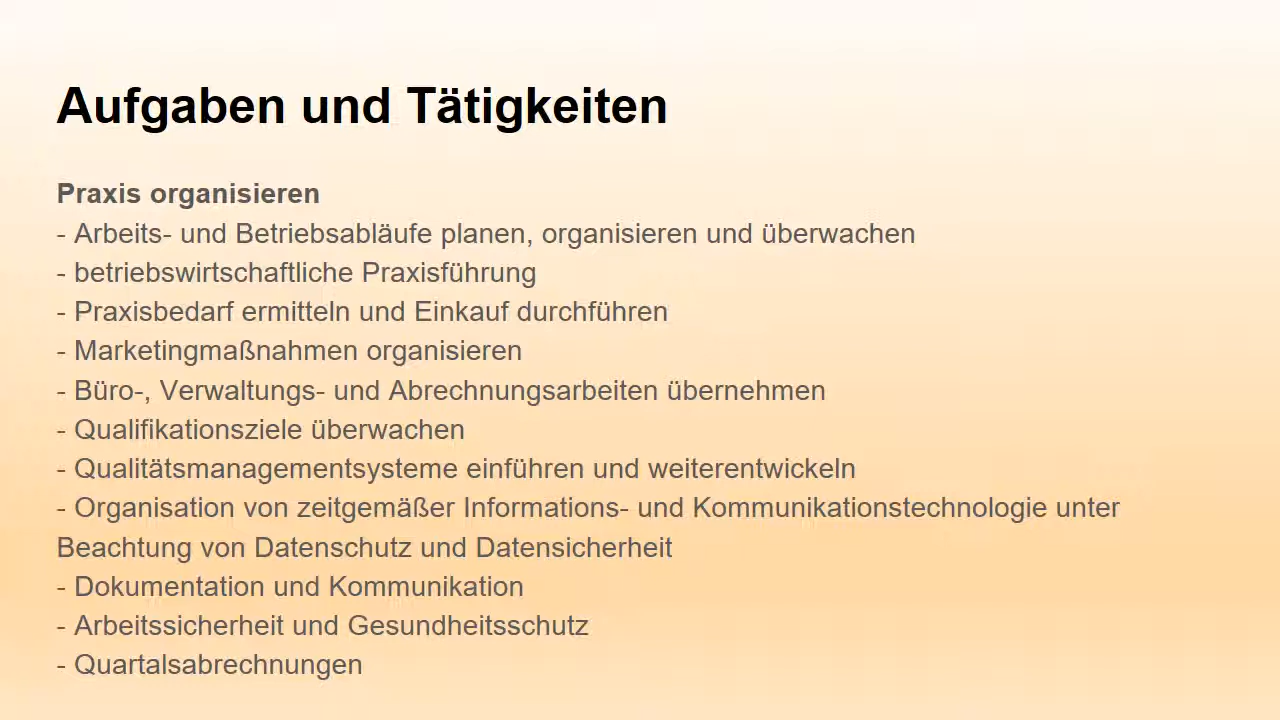 Aufgaben und Tätigkeiten
Praxis organisieren
- Arbeits- und Betriebsabläufe planen, organisieren und überwachen
- betriebswirtschaftliche Praxisführung
- Praxisbedarf ermitteln und Einkauf durchführen
- Marketingmaßnahmen organisieren
- Büro-, Verwaltungs- und Abrechnungsarbeiten übernehmen
- Qualifikationsziele überwachen
- Qualitätsmanagementsysteme einführen und weiterentwickeln
- Organisation von zeitgemäßer Informations- und Kommunikationstechnologie unter
Beachtung von Datenschutz und Datensicherheit
- Dokumentation und Kommunikation
- Arbeitssicherheit und Gesundheitsschutz
- Quartalsabrechnungen